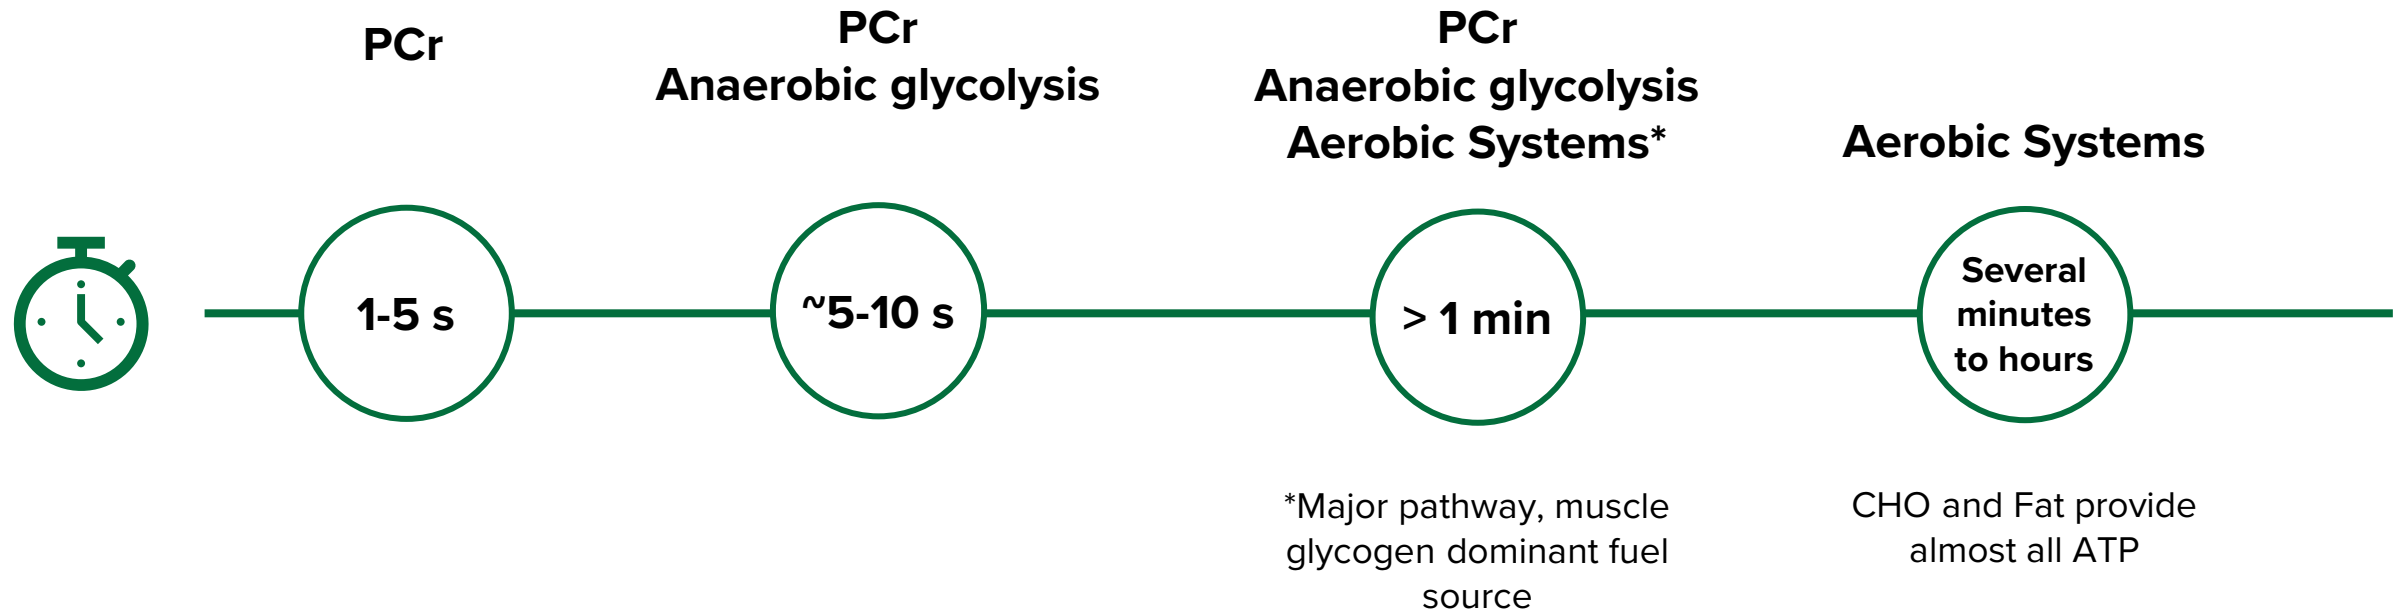 PCr
PCr
Anaerobic glycolysis
PCr
Anaerobic glycolysis
Aerobic Systems*
Aerobic Systems
1-5 s
~5-10 s
> 1 min
Several
minutes
to hours
*Major pathway, muscle
glycogen dominant fuel
source
CHO and Fat provide
almost all ATP